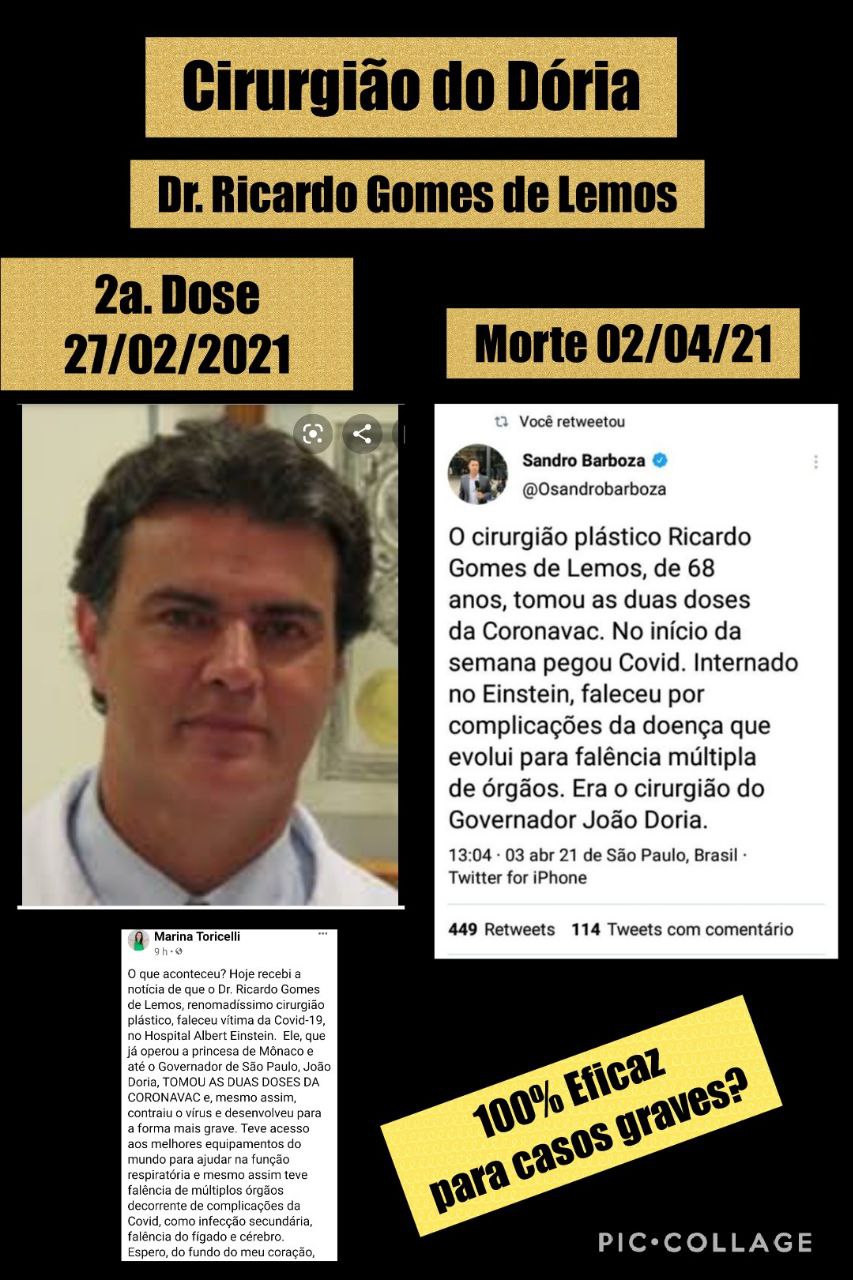 Cirurgião do Dória
Dr. Ricardo Gomes de Lemos
2a. Dose
27/02/2021
Morte 02/04/21
Você retweetou
Sandro Barboza
@Osandrobarboza
O cirurgião plástico Ricardo
Gomes de Lemos, de 68
anos, tomou as duas doses
da Coronavac. No início da
semana pegou Covid. Internado
no Einstein, faleceu por
complicações da doença que
evolui para falência múltipla
de órgãos. Era o cirurgião do
Governador João Doria.
13:04 · 03 abr 21 de São Paulo, Brasil ·
Twitter for iPhone
449 Retweets 114 Tweets com comentário
Marina Toricelli
9 h ·
O que aconteceu? Hoje recebi a
notícia de que o Dr. Ricardo Gomes
de Lemos, renomadíssimo cirurgião
plástico, faleceu vítima da Covid-19,
no Hospital Albert Einstein. Ele, que
já operou a princesa de Mônaco e
até o Governador de São Paulo, João
Doria, TOMOU AS DUAS DOSES DA
CORONAVAC e, mesmo assim,
contraiu o vírus e desenvolveu para
a forma mais grave. Teve acesso
aos melhores equipamentos do
mundo para ajudar na função
respiratória e mesmo assim teve
falência de múltiplos órgãos
decorrente de complicações da
Covid, como infecção secundária,
falência do fígado e cérebro.
Espero, do fundo do meu coração,
100% Eficaz
para casos graves?
PIC•COLLAGE